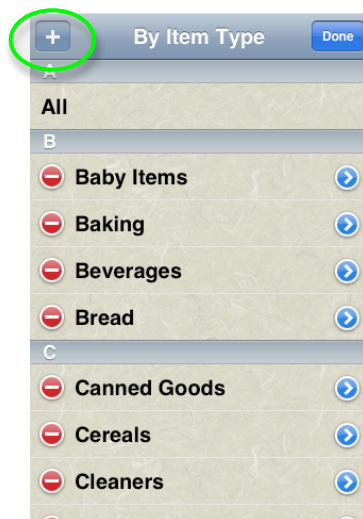 + By Item Type Done
A
All
B
Baby Items
Baking
Beverages
Bread
C
Canned Goods
Cereals
Cleaners